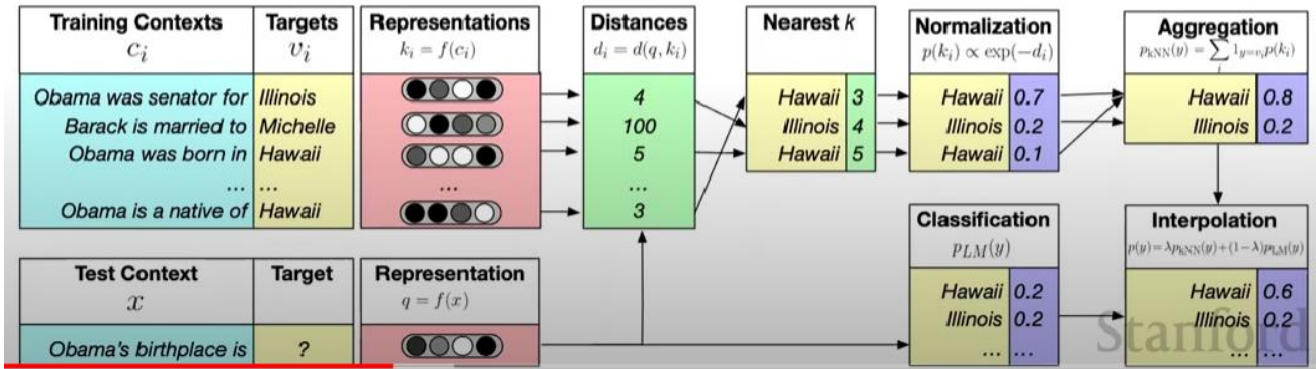 Training Contexts
c_i
Targets
v_i
Obama was senator for Illinois
Barack is married to Michelle
Obama was born in Hawaii
... ...
Obama is a native of Hawaii
Representations
k_i = f(c_i)
...
Distances
d_i = d(q, k_i)
4
100
5
...
3
Nearest k
Hawaii 3
Illinois 4
Hawaii 5
Normalization
p(k_i) ∝ exp(−d_i)
Hawaii 0.7
Illinois 0.2
Hawaii 0.1
Aggregation
p_kNN(y) = ∑_i 1_{y=v_i} p(k_i)
Hawaii 0.8
Illinois 0.2
Test Context
x
Target
Obama's birthplace is ?
Representation
q = f(x)
Classification
p_LM(y)
Hawaii 0.2
Illinois 0.2
... ...
Interpolation
p(y) = λp_kNN(y) + (1−λ)p_LM(y)
Hawaii 0.6
Illinois 0.2
... ...
Stanford